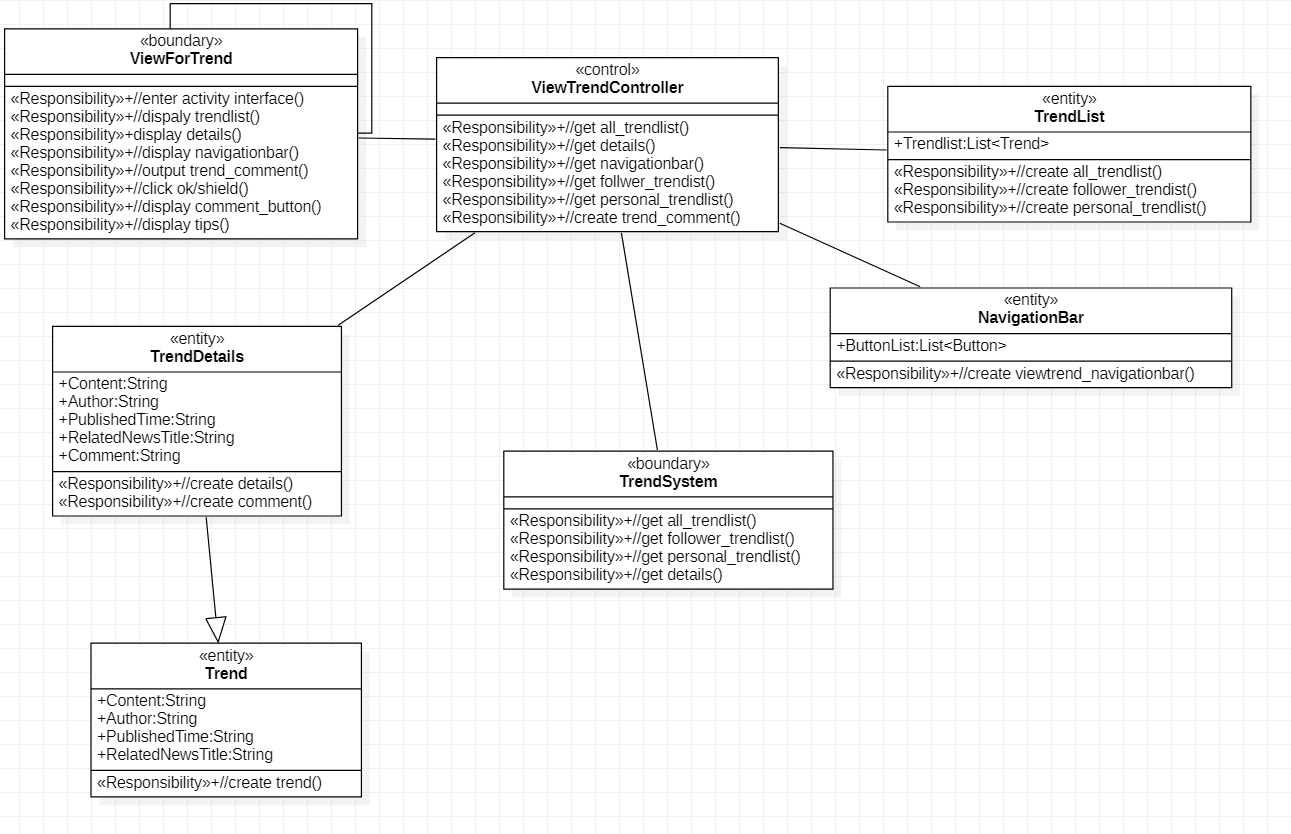 «boundary»
ViewForTrend
«Responsibility»+//enter activity interface()
«Responsibility»+//dispaly trendlist()
«Responsibility»+display details()
«Responsibility»+//display navigationbar()
«Responsibility»+//output trend_comment()
«Responsibility»+//click ok/shield()
«Responsibility»+//display comment_button()
«Responsibility»+//display tips()
«control»
ViewTrendController
«Responsibility»+//get all_trendlist()
«Responsibility»+//get details()
«Responsibility»+//get navigationbar()
«Responsibility»+//get follwer_trendist()
«Responsibility»+//get personal_trendlist()
«Responsibility»+//create trend_comment()
«entity»
TrendList
+Trendlist:List<Trend>
«Responsibility»+//create all_trendlist()
«Responsibility»+//create follower_trendist()
«Responsibility»+//create personal_trendlist()
«entity»
NavigationBar
+ButtonList:List<Button>
«Responsibility»+//create viewtrend_navigationbar()
«entity»
TrendDetails
+Content:String
+Author:String
+PublishedTime:String
+RelatedNewsTitle:String
+Comment:String
«Responsibility»+//create details()
«Responsibility»+//create comment()
«boundary»
TrendSystem
«Responsibility»+//get all_trendlist()
«Responsibility»+//get follower_trendlist()
«Responsibility»+//get personal_trendlist()
«Responsibility»+//get details()
«entity»
Trend
+Content:String
+Author:String
+PublishedTime:String
+RelatedNewsTitle:String
«Responsibility»+//create trend()